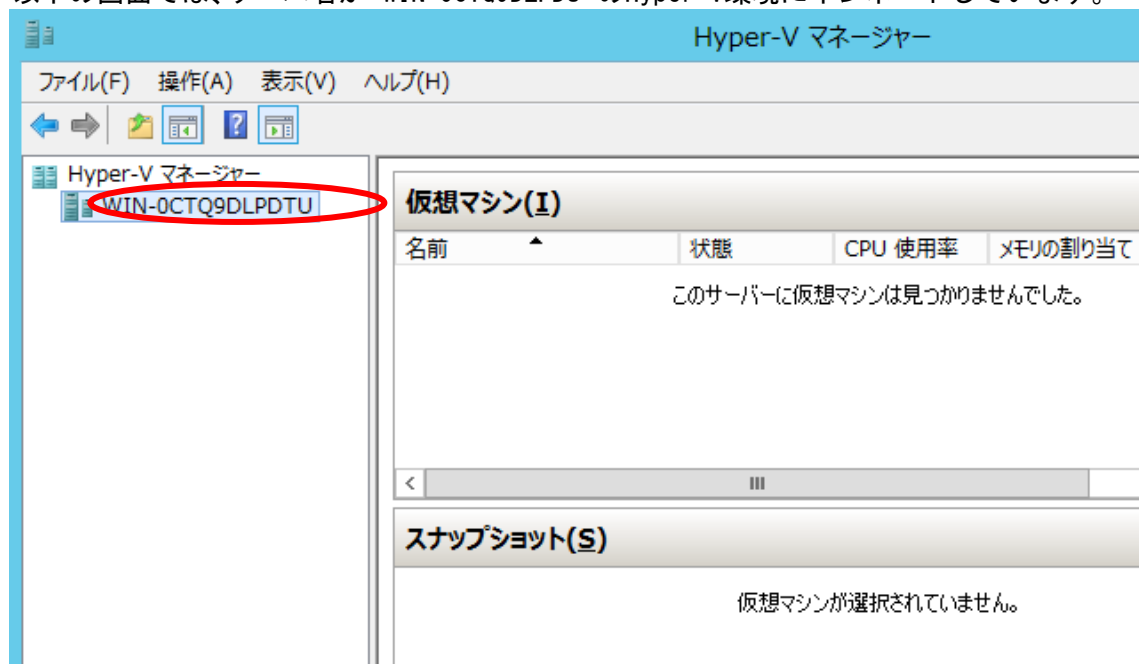 Hyper-V マネージャー
ファイル(F) 操作(A) 表示(V) ヘルプ(H)
Hyper-V マネージャー
WIN-0CTQ9DLPDTU
仮想マシン(I)
名前 状態 CPU 使用率 メモリの割り当て
このサーバーに仮想マシンは見つかりませんでした。
スナップショット(S)
仮想マシンが選択されていません。